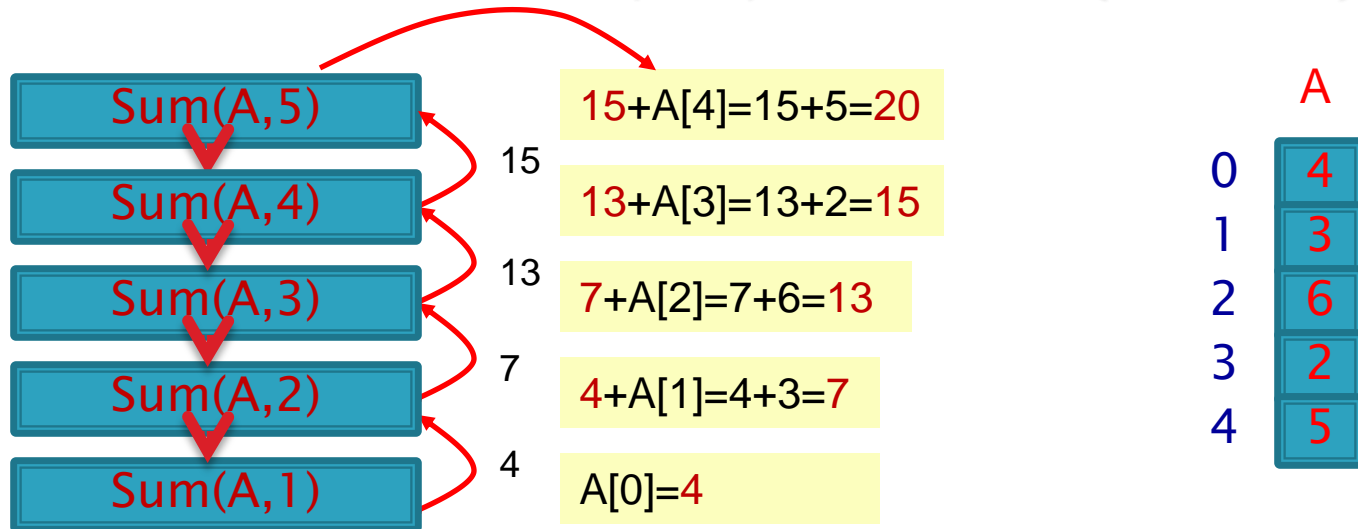 Sum(A,5)
15+A[4]=15+5=20
15
Sum(A,4)
13+A[3]=13+2=15
13
Sum(A,3)
7+A[2]=7+6=13
7
Sum(A,2)
4+A[1]=4+3=7
4
Sum(A,1)
A[0]=4
A
0 4
1 3
2 6
3 2
4 5